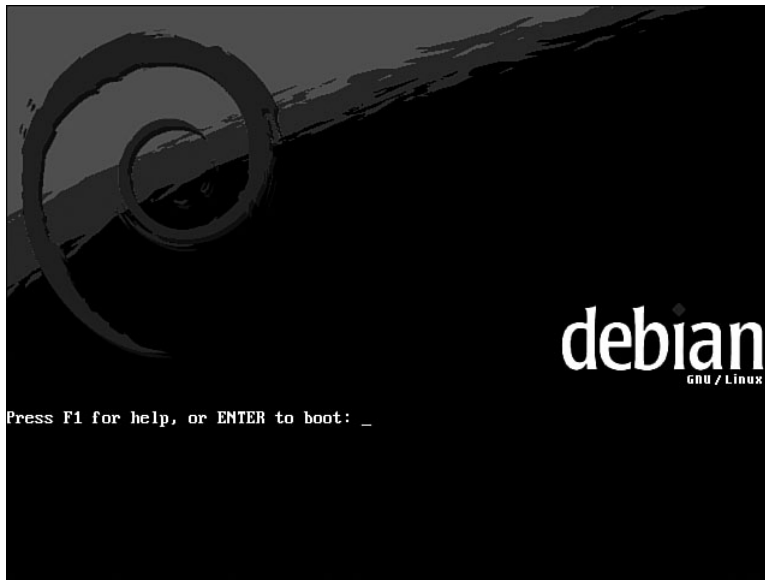 debian
GNU / Linux
Press F1 for help, or ENTER to boot: _